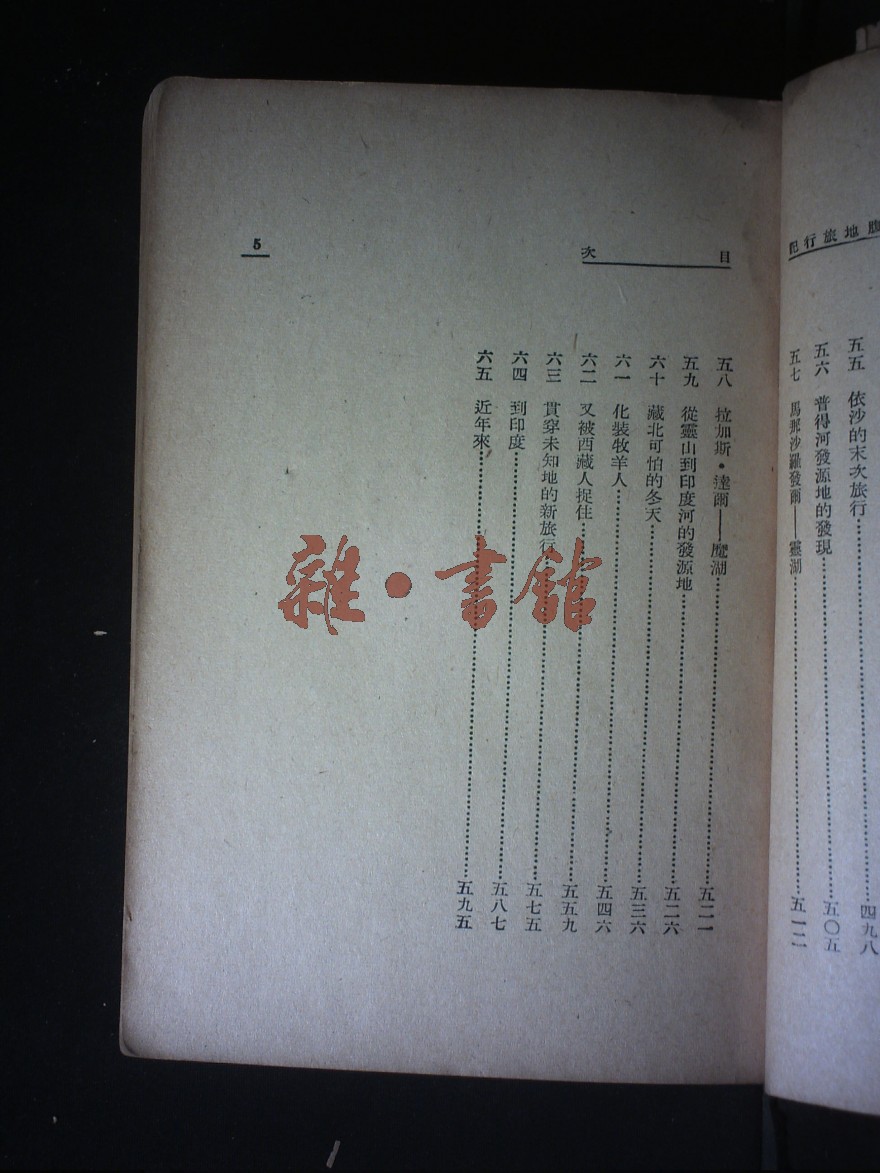 腹地旅行記
五五 依沙的末次旅行……四九八
五六 普得河發源地的發現……五〇五
五七 馬那沙羅發爾——靈湖……五一二
目次
5
五八 拉加斯·達爾——魔湖……五二一
五九 從靈山到印度河的發源地……五二六
六十 藏北可怕的冬天……五三六
六一 化裝牧羊人……五四六
六二 又被西藏人捉住……五五九
六三 貫穿未知地的新旅行……五七五
六四 到印度……五八七
六五 近年來……五九五
雜·書館